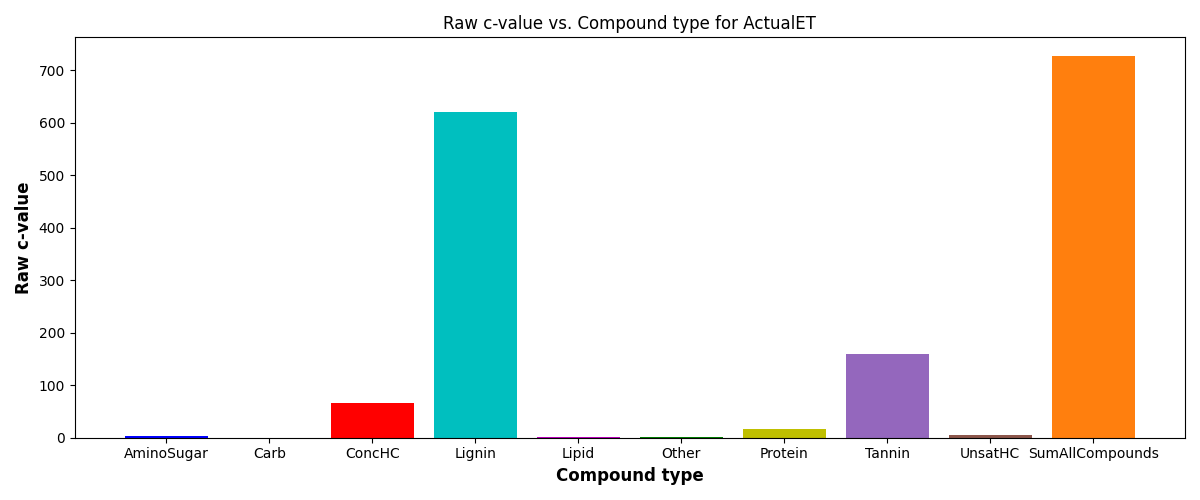 Raw c-value vs. Compound type for ActualET
700
600
500
400
300
200
100
0
Raw c-value
AminoSugar Carb ConcHC Lignin Lipid Other Protein Tannin UnsatHC SumAllCompounds
Compound type